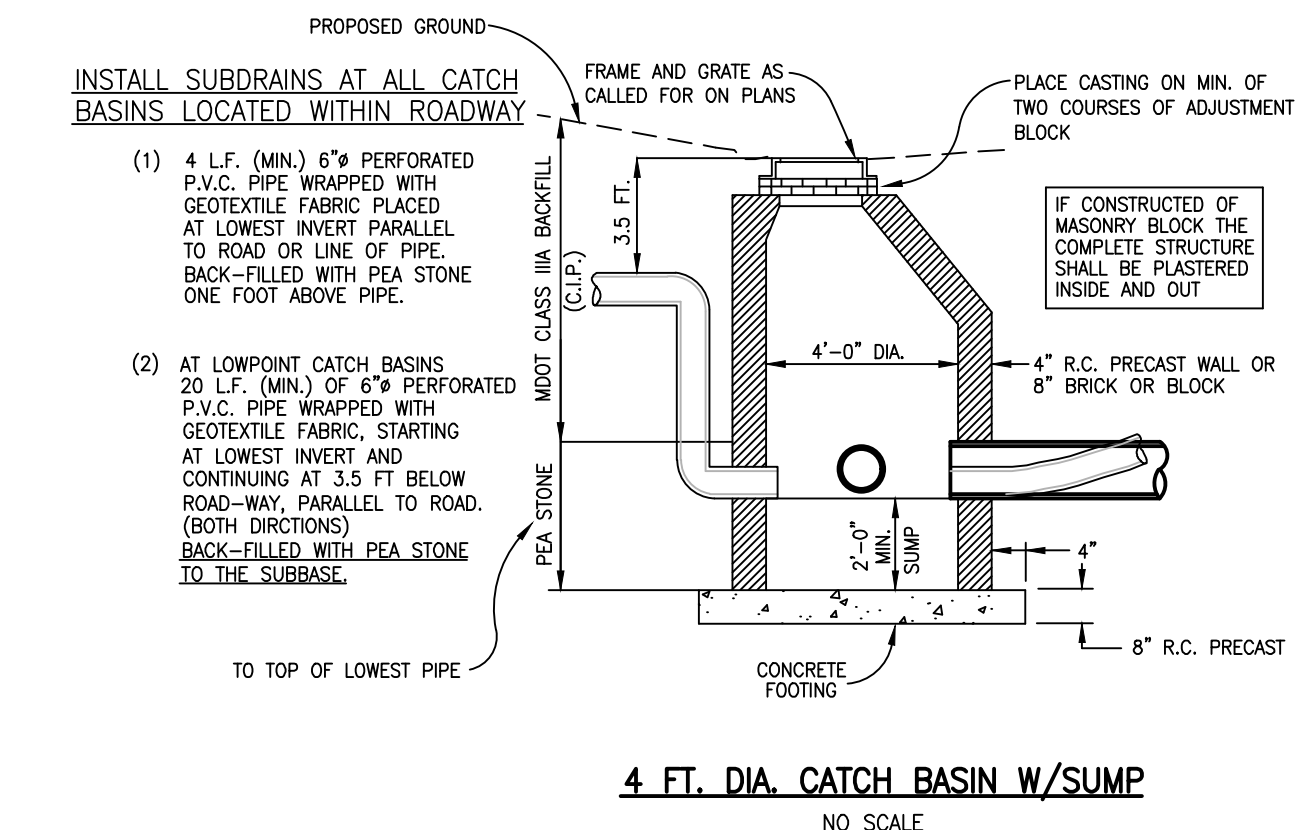 PROPOSED GROUND
INSTALL SUBDRAINS AT ALL CATCH
BASINS LOCATED WITHIN ROADWAY
(1) 4 L.F. (MIN.) 6"ø PERFORATED
P.V.C. PIPE WRAPPED WITH
GEOTEXTILE FABRIC PLACED
AT LOWEST INVERT PARALLEL
TO ROAD OR LINE OF PIPE.
BACK-FILLED WITH PEA STONE
ONE FOOT ABOVE PIPE.
(2) AT LOWPOINT CATCH BASINS
20 L.F. (MIN.) OF 6"ø PERFORATED
P.V.C. PIPE WRAPPED WITH
GEOTEXTILE FABRIC, STARTING
AT LOWEST INVERT AND
CONTINUING AT 3.5 FT BELOW
ROAD-WAY, PARALLEL TO ROAD.
(BOTH DIRCTIONS)
BACK-FILLED WITH PEA STONE
TO THE SUBBASE.
TO TOP OF LOWEST PIPE
FRAME AND GRATE AS
CALLED FOR ON PLANS
PLACE CASTING ON MIN. OF
TWO COURSES OF ADJUSTMENT
BLOCK
MDOT CLASS IIIA BACKFILL
(C.I.P.)
3.5 FT.
PEA STONE
IF CONSTRUCTED OF
MASONRY BLOCK THE
COMPLETE STRUCTURE
SHALL BE PLASTERED
INSIDE AND OUT
4'-0" DIA.
4" R.C. PRECAST WALL OR
8" BRICK OR BLOCK
2'-0"
MIN.
SUMP
4"
8" R.C. PRECAST
CONCRETE
FOOTING
4 FT. DIA. CATCH BASIN W/SUMP
NO SCALE